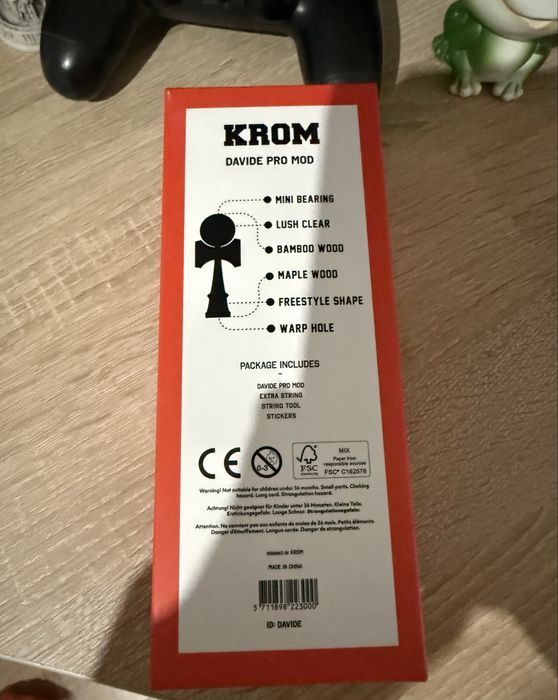 KROM
DAVIDE PRO MOD
MINI BEARING
LUSH CLEAR
BAMBOO WOOD
MAPLE WOOD
FREESTYLE SHAPE
WARP HOLE
PACKAGE INCLUDES
DAVIDE PRO MOD
EXTRA STRING
STRING TOOL
STICKERS
CE
0-3
FSC
www.fsc.org
MIX
Paper from
responsible sources
FSC® C162576
Warning! Not suitable for children under 36 months. Small parts. Choking
hazard. Long cord. Strangulation hazard.
Achtung! Nicht geeignet für Kinder unter 36 Monaten. Kleine Teile.
Erstickungsgefahr. Lange Schnur. Strangulationsgefahr.
Attention. Ne convient pas aux enfants de moins de 36 mois. Petits éléments.
Danger d'étouffement. Longue corde. Danger de strangulation.
DESIGNED BY KROM
MADE IN CHINA
5 711898 223000
ID: DAVIDE